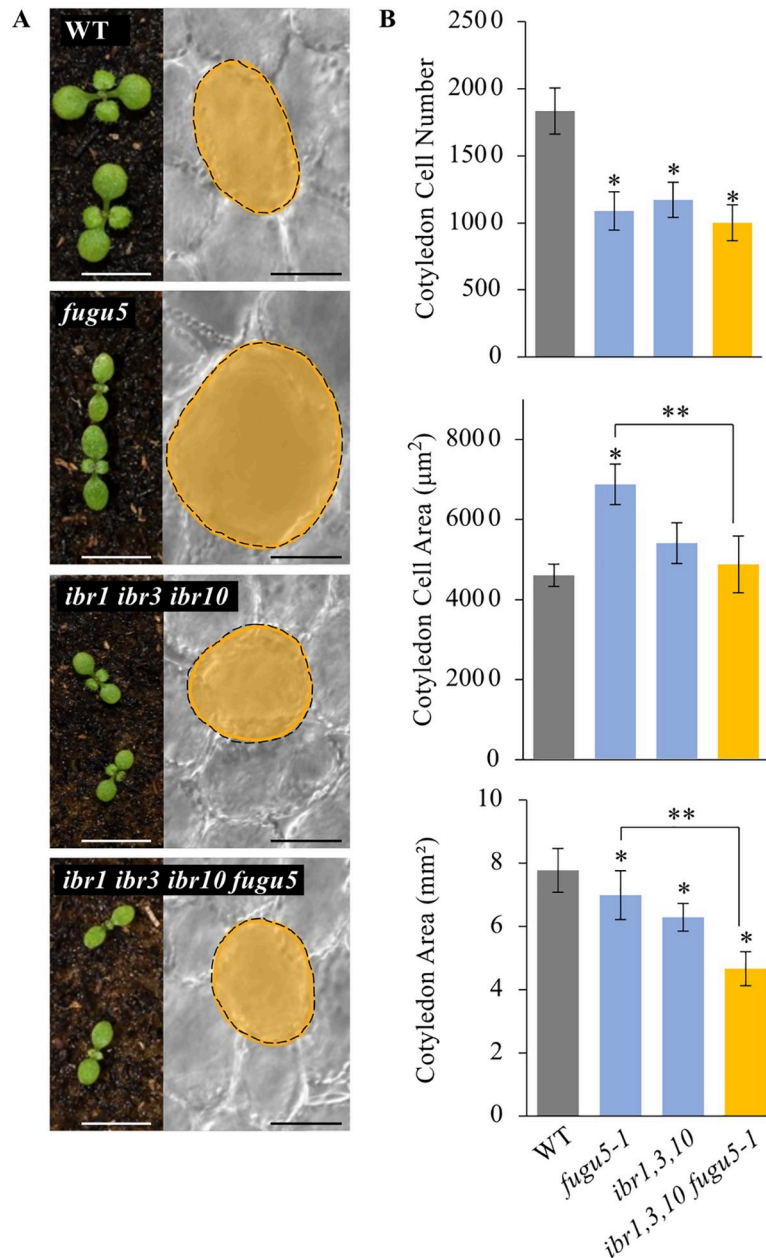 A
WT
fugu5
ibr1 ibr3 ibr10
ibr1 ibr3 ibr10 fugu5
B
Cotyledon Cell Number
2500
2000
1500
1000
500
0
*
*
*
Cotyledon Cell Area (µm²)
8000
6000
4000
2000
0
*
**
Cotyledon Area (mm²)
10
8
6
4
2
0
*
*
**
*
WT
fugu5-1
ibr1,3,10
ibr1,3,10 fugu5-1